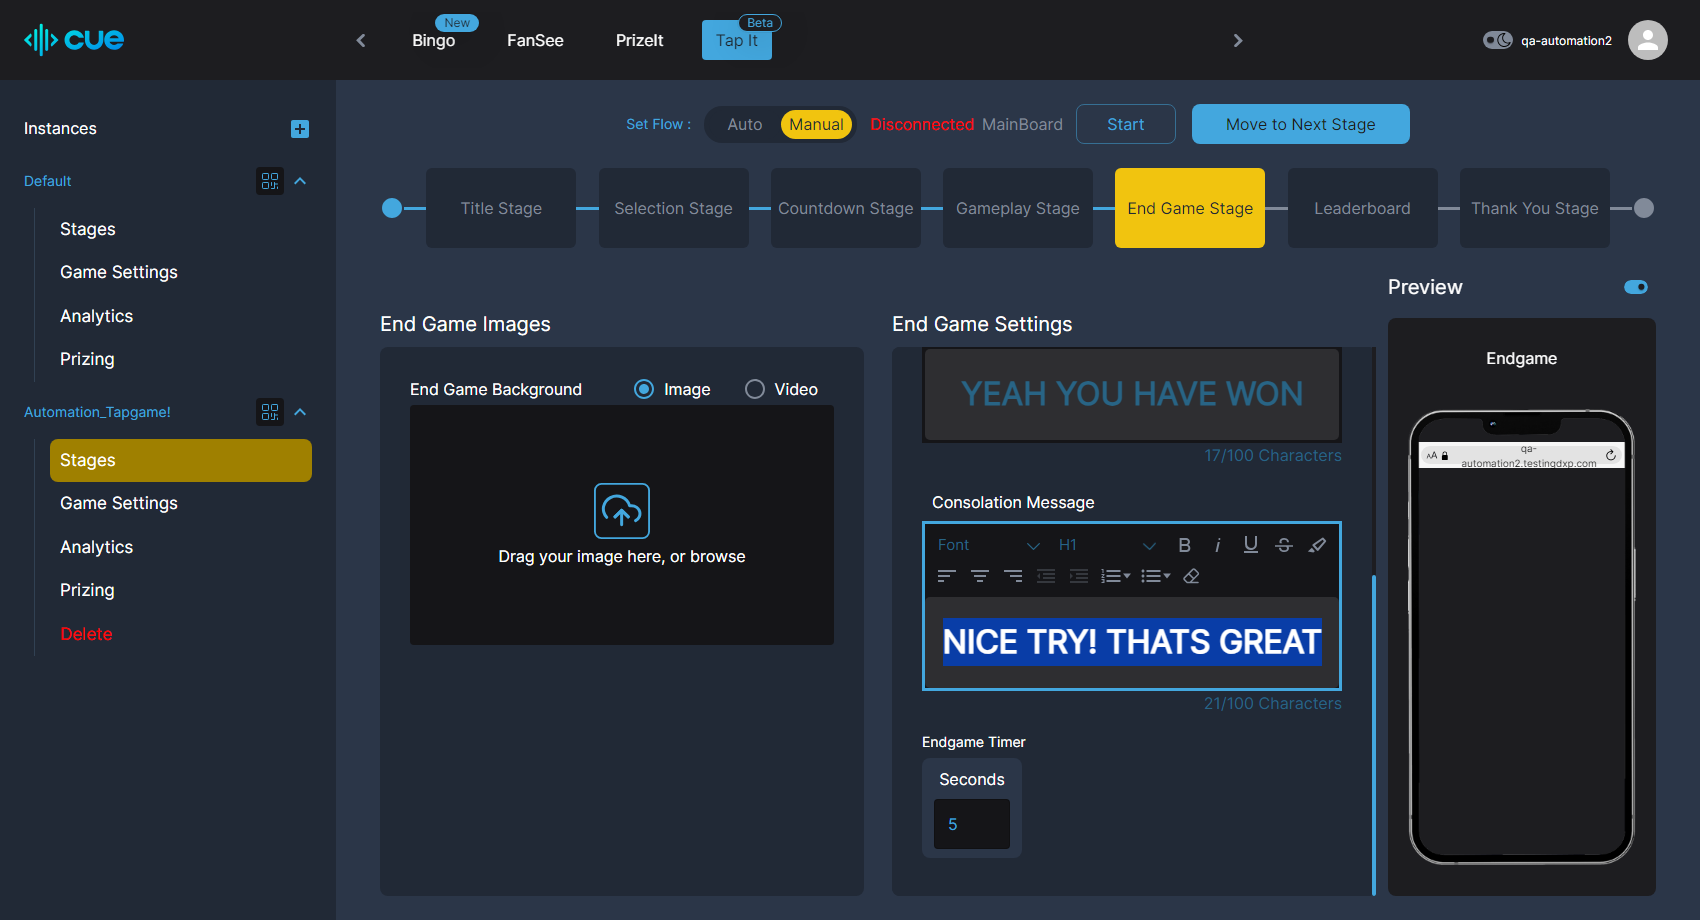 cue
New
Bingo
FanSee
PrizeIt
Beta
Tap It
qa-automation2
Instances
Default
Stages
Game Settings
Analytics
Prizing
Automation_Tapgame!
Stages
Game Settings
Analytics
Prizing
Delete
Set Flow :
Auto
Manual
Disconnected MainBoard
Start
Move to Next Stage
Title Stage
Selection Stage
Countdown Stage
Gameplay Stage
End Game Stage
Leaderboard
Thank You Stage
End Game Images
End Game Background
Image
Video
Drag your image here, or browse
End Game Settings
YEAH YOU HAVE WON
17/100 Characters
Consolation Message
Font
H1
B
i
U
S
NICE TRY! THATS GREAT
21/100 Characters
Endgame Timer
Seconds
5
Preview
Endgame
AA
qa-
automation2.testingdxp.com